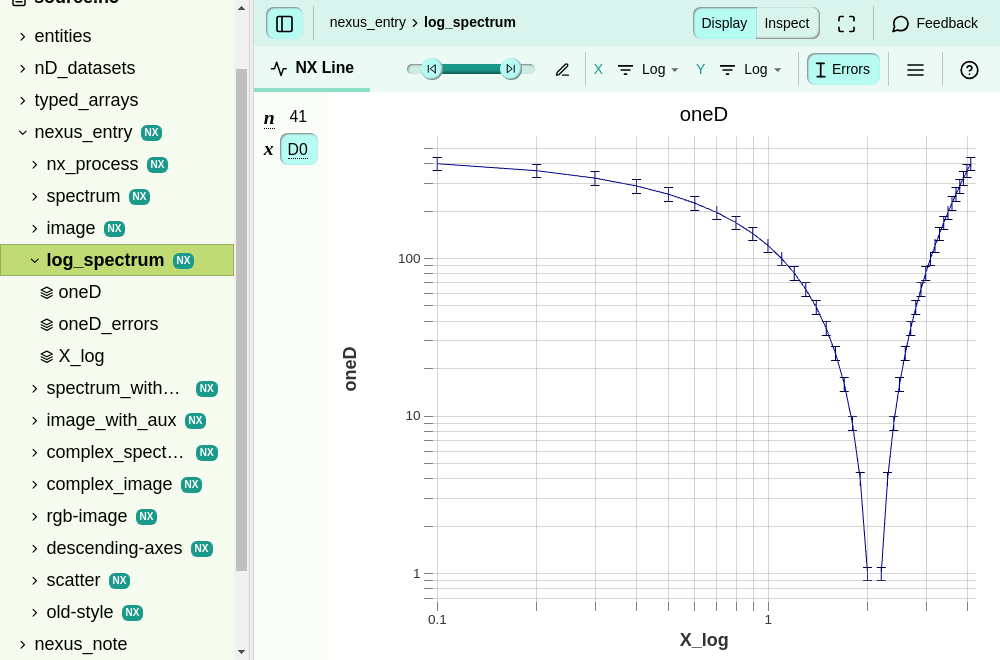 source.nc
nexus_entry > log_spectrum
Display
Inspect
Feedback
NX Line
X
Log
Y
Log
Errors
entities
nD_datasets
typed_arrays
nexus_entry NX
nx_process NX
spectrum NX
image NX
log_spectrum NX
oneD
oneD_errors
X_log
spectrum_with… NX
image_with_aux NX
complex_spect… NX
complex_image NX
rgb-image NX
descending-axes NX
scatter NX
old-style NX
nexus_note
n 41
x D0
oneD
oneD
100
10
1
0.1
1
X_log